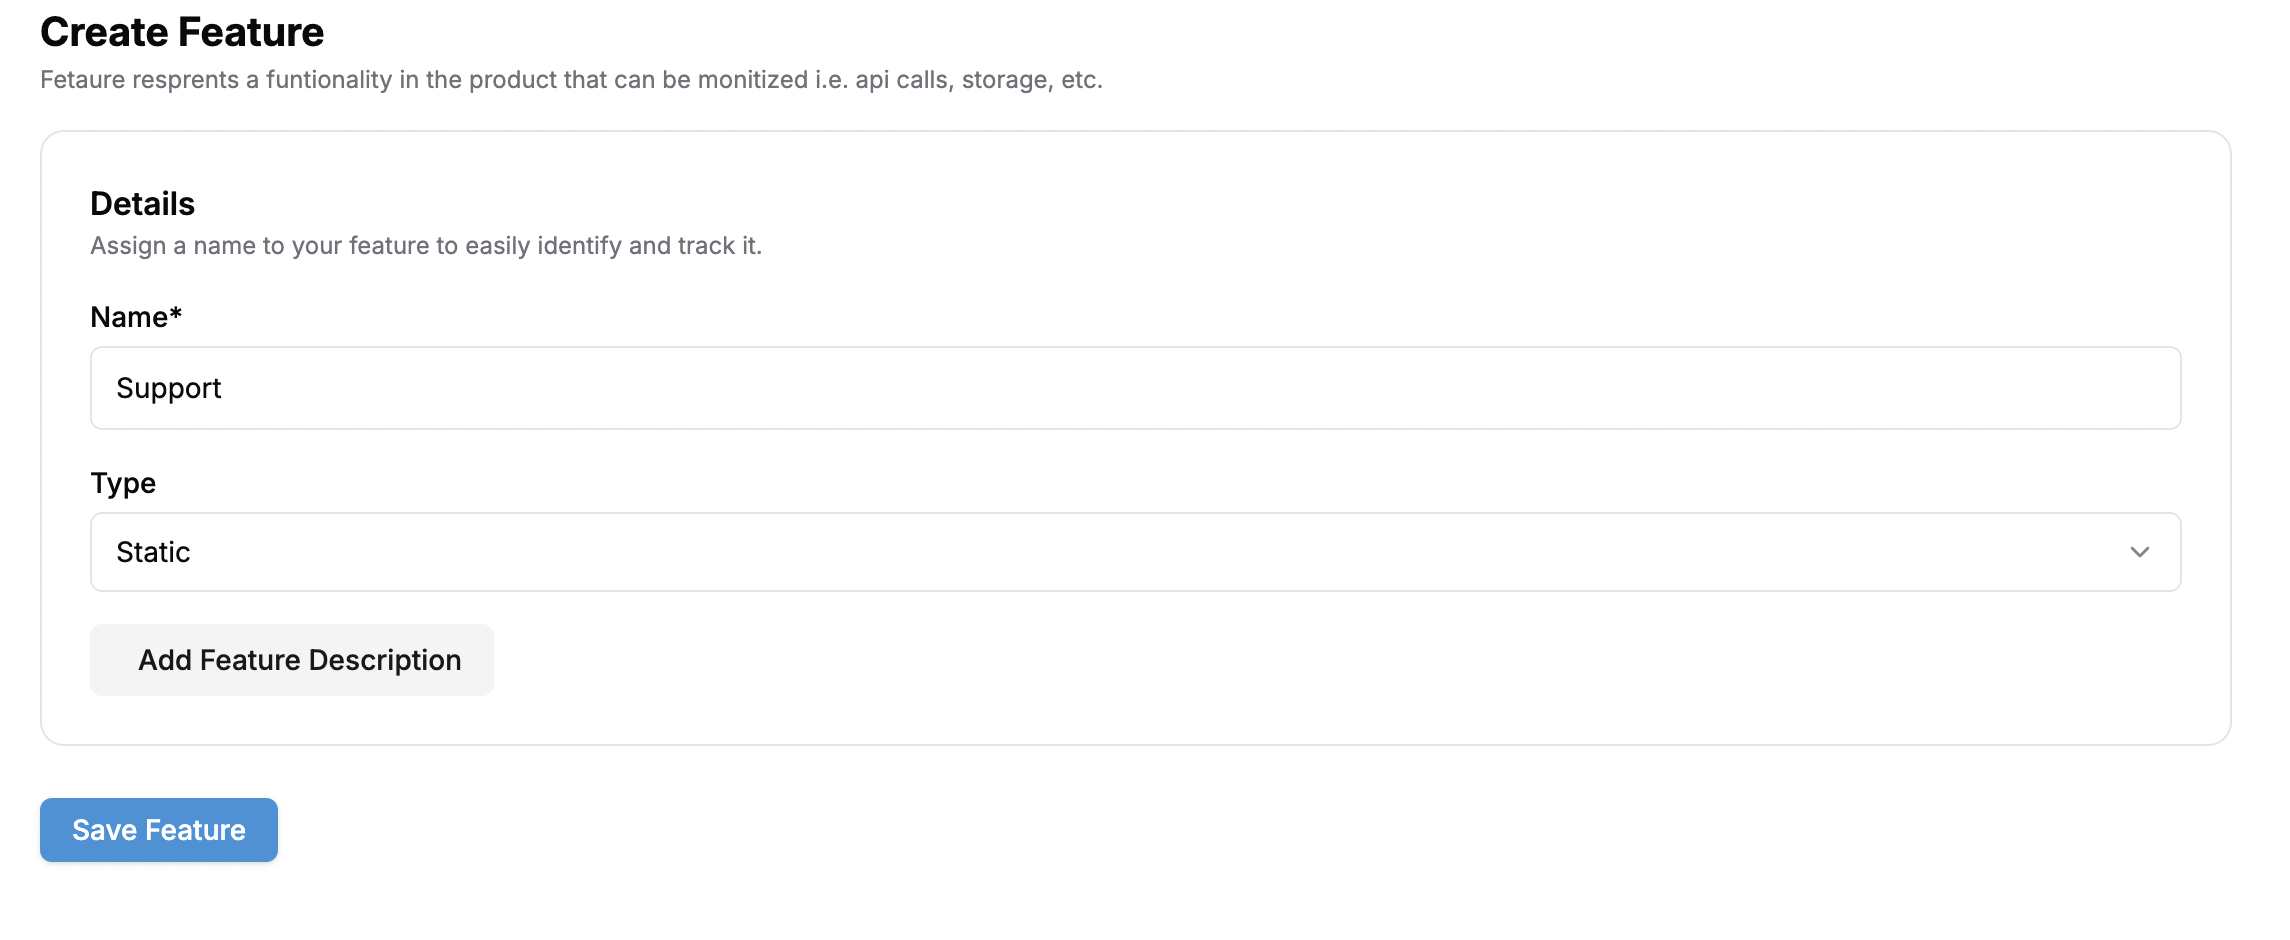 Create Feature
Fetaure resprents a funtionality in the product that can be monitized i.e. api calls, storage, etc.
Details
Assign a name to your feature to easily identify and track it.
Name*
Support
Type
Static
Add Feature Description
Save Feature